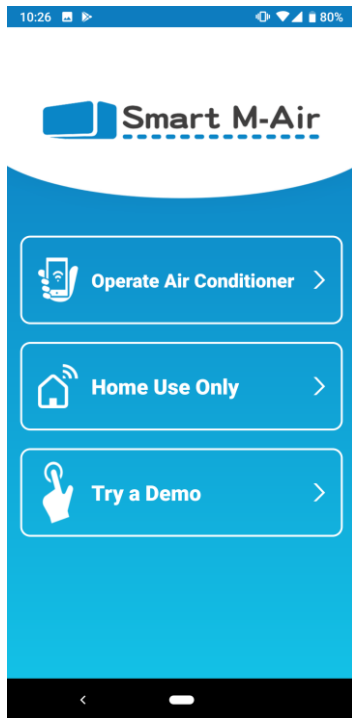 10:26
80%
Smart M-Air
Operate Air Conditioner
Home Use Only
Try a Demo